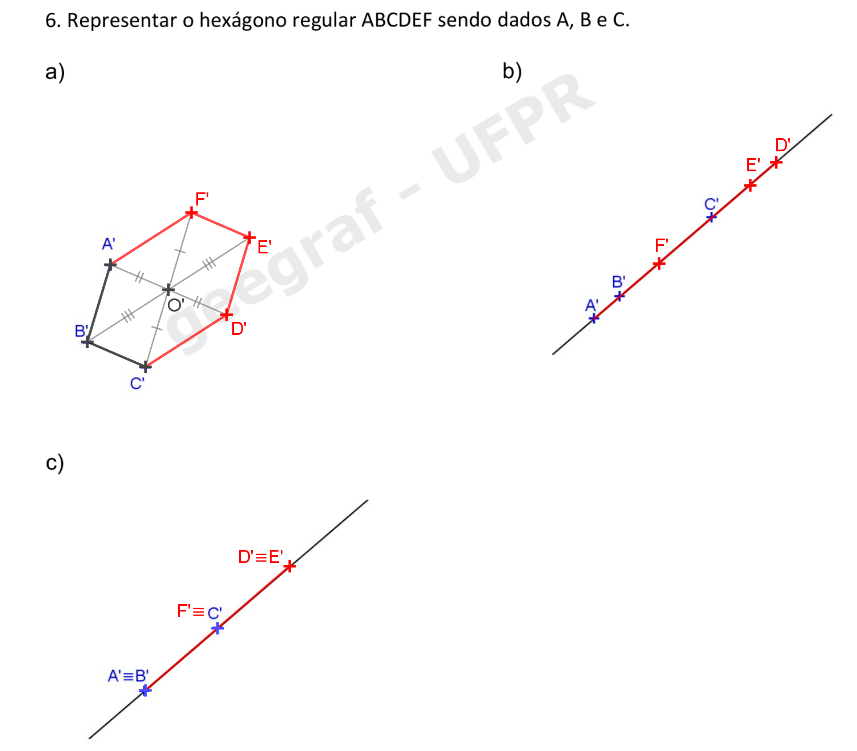 6. Representar o hexágono regular ABCDEF sendo dados A, B e C.
a)
b)
geegraf - UFPR
F'
A'
E'
O'
B'
D'
C'
D'
E'
C'
F'
B'
A'
c)
D'≡E'
F'≡C'
A'≡B'